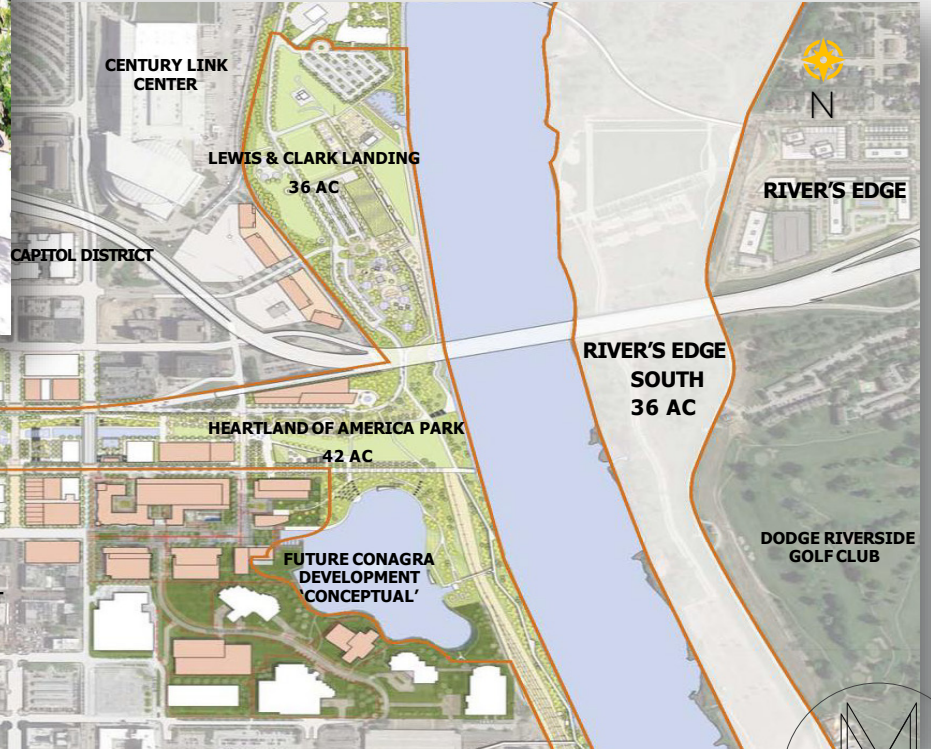 CENTURY LINK
CENTER
N
LEWIS & CLARK LANDING
36 AC
RIVER'S EDGE
CAPITOL DISTRICT
RIVER'S EDGE
SOUTH
36 AC
HEARTLAND OF AMERICA PARK
42 AC
DODGE RIVERSIDE
GOLF CLUB
FUTURE CONAGRA
DEVELOPMENT
'CONCEPTUAL'
M